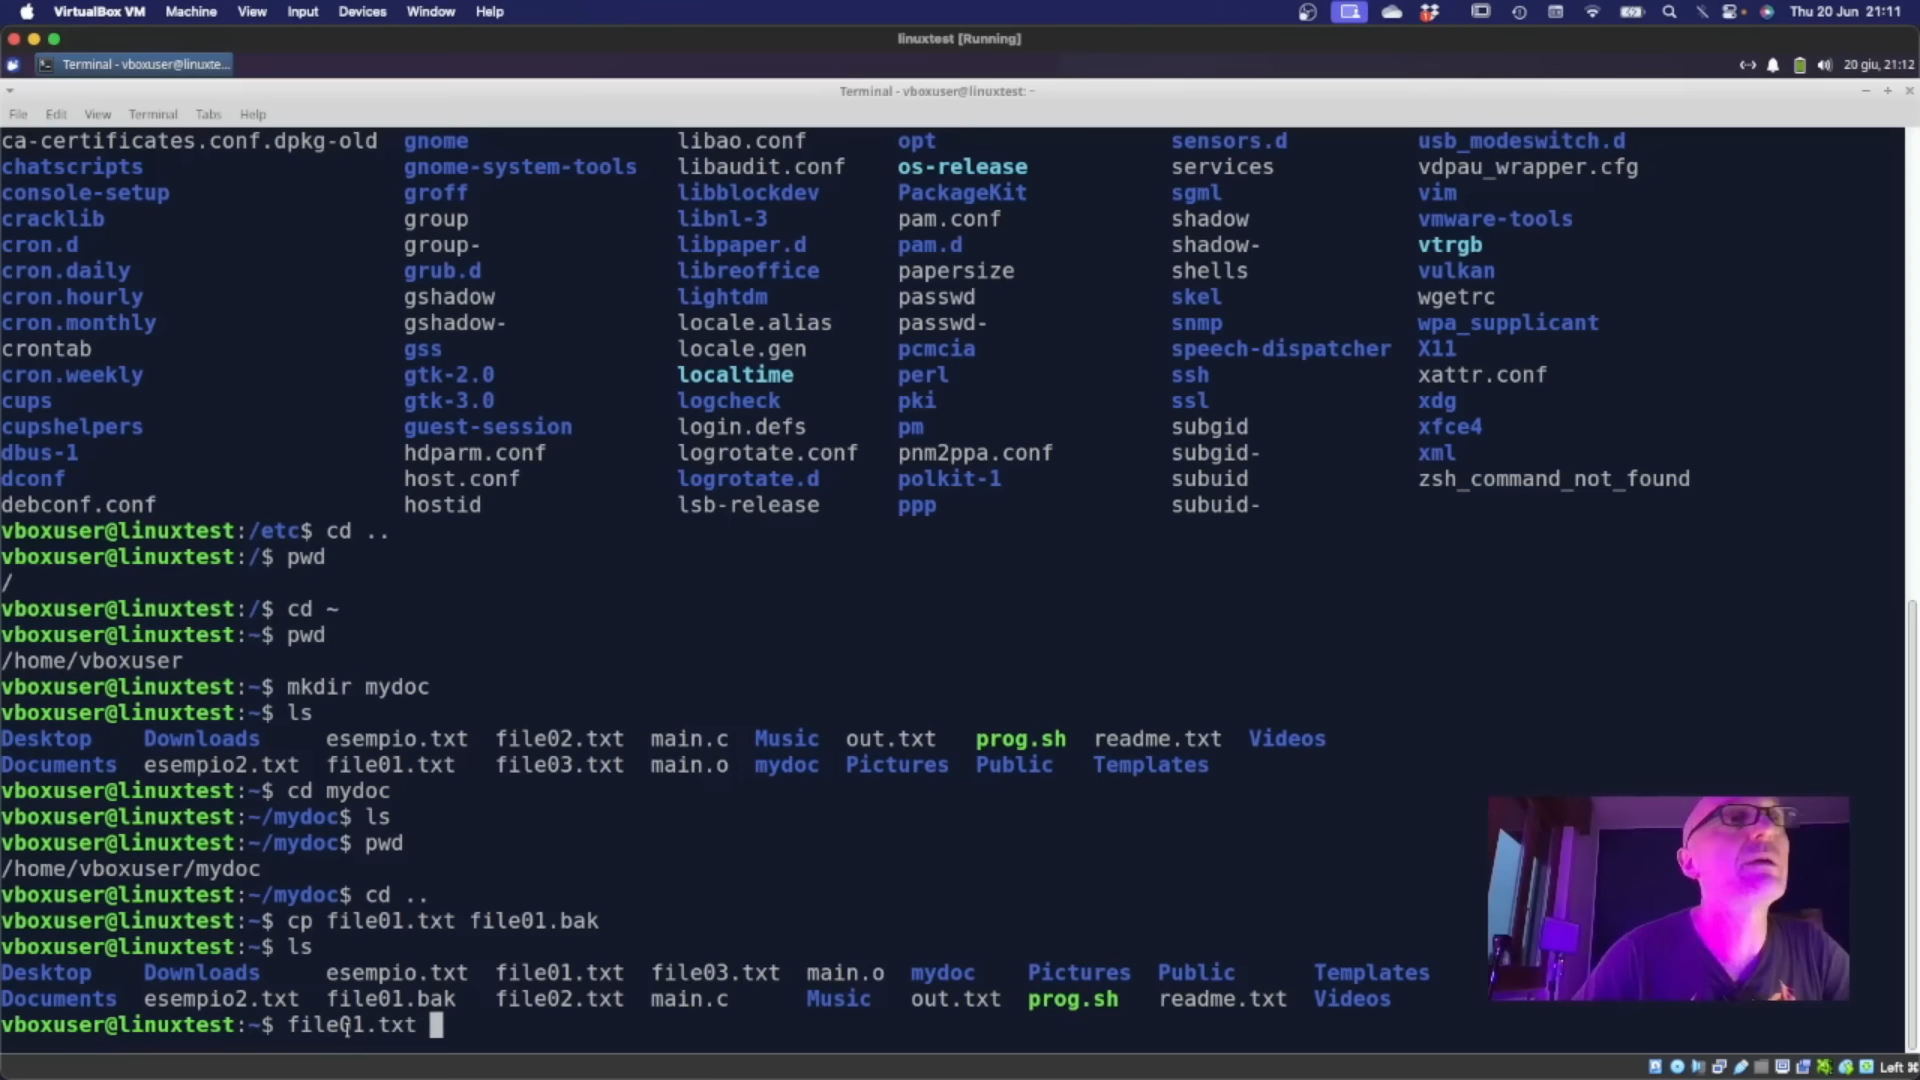 VirtualBox VM Machine View Input Devices Window Help Thu 20 Jun 21:11
linuxtest [Running]
Terminal - vboxuser@linuxte... 20 giu, 21:12
Terminal - vboxuser@linuxtest: ~
File Edit View Terminal Tabs Help
ca-certificates.conf.dpkg-old gnome libao.conf opt sensors.d usb_modeswitch.d
chatscripts gnome-system-tools libaudit.conf os-release services vdpau_wrapper.cfg
console-setup groff libblockdev PackageKit sgml vim
cracklib group libnl-3 pam.conf shadow vmware-tools
cron.d group- libpaper.d pam.d shadow- vtrgb
cron.daily grub.d libreoffice papersize shells vulkan
cron.hourly gshadow lightdm passwd skel wgetrc
cron.monthly gshadow- locale.alias passwd- snmp wpa_supplicant
crontab gss locale.gen pcmcia speech-dispatcher X11
cron.weekly gtk-2.0 localtime perl ssh xattr.conf
cups gtk-3.0 logcheck pki ssl xdg
cupshelpers guest-session login.defs pm subgid xfce4
dbus-1 hdparm.conf logrotate.conf pnm2ppa.conf subgid- xml
dconf host.conf logrotate.d polkit-1 subuid zsh_command_not_found
debconf.conf hostid lsb-release ppp subuid-
vboxuser@linuxtest:/etc$ cd ..
vboxuser@linuxtest:/$ pwd
/
vboxuser@linuxtest:/$ cd ~
vboxuser@linuxtest:~$ pwd
/home/vboxuser
vboxuser@linuxtest:~$ mkdir mydoc
vboxuser@linuxtest:~$ ls
Desktop Downloads esempio.txt file02.txt main.c Music out.txt prog.sh readme.txt Videos
Documents esempio2.txt file01.txt file03.txt main.o mydoc Pictures Public Templates
vboxuser@linuxtest:~$ cd mydoc
vboxuser@linuxtest:~/mydoc$ ls
vboxuser@linuxtest:~/mydoc$ pwd
/home/vboxuser/mydoc
vboxuser@linuxtest:~/mydoc$ cd ..
vboxuser@linuxtest:~$ cp file01.txt file01.bak
vboxuser@linuxtest:~$ ls
Desktop Downloads esempio.txt file01.txt file03.txt main.o mydoc Pictures Public Templates
Documents esempio2.txt file01.bak file02.txt main.c Music out.txt prog.sh readme.txt Videos
vboxuser@linuxtest:~$ file01.txt
Left ⌘